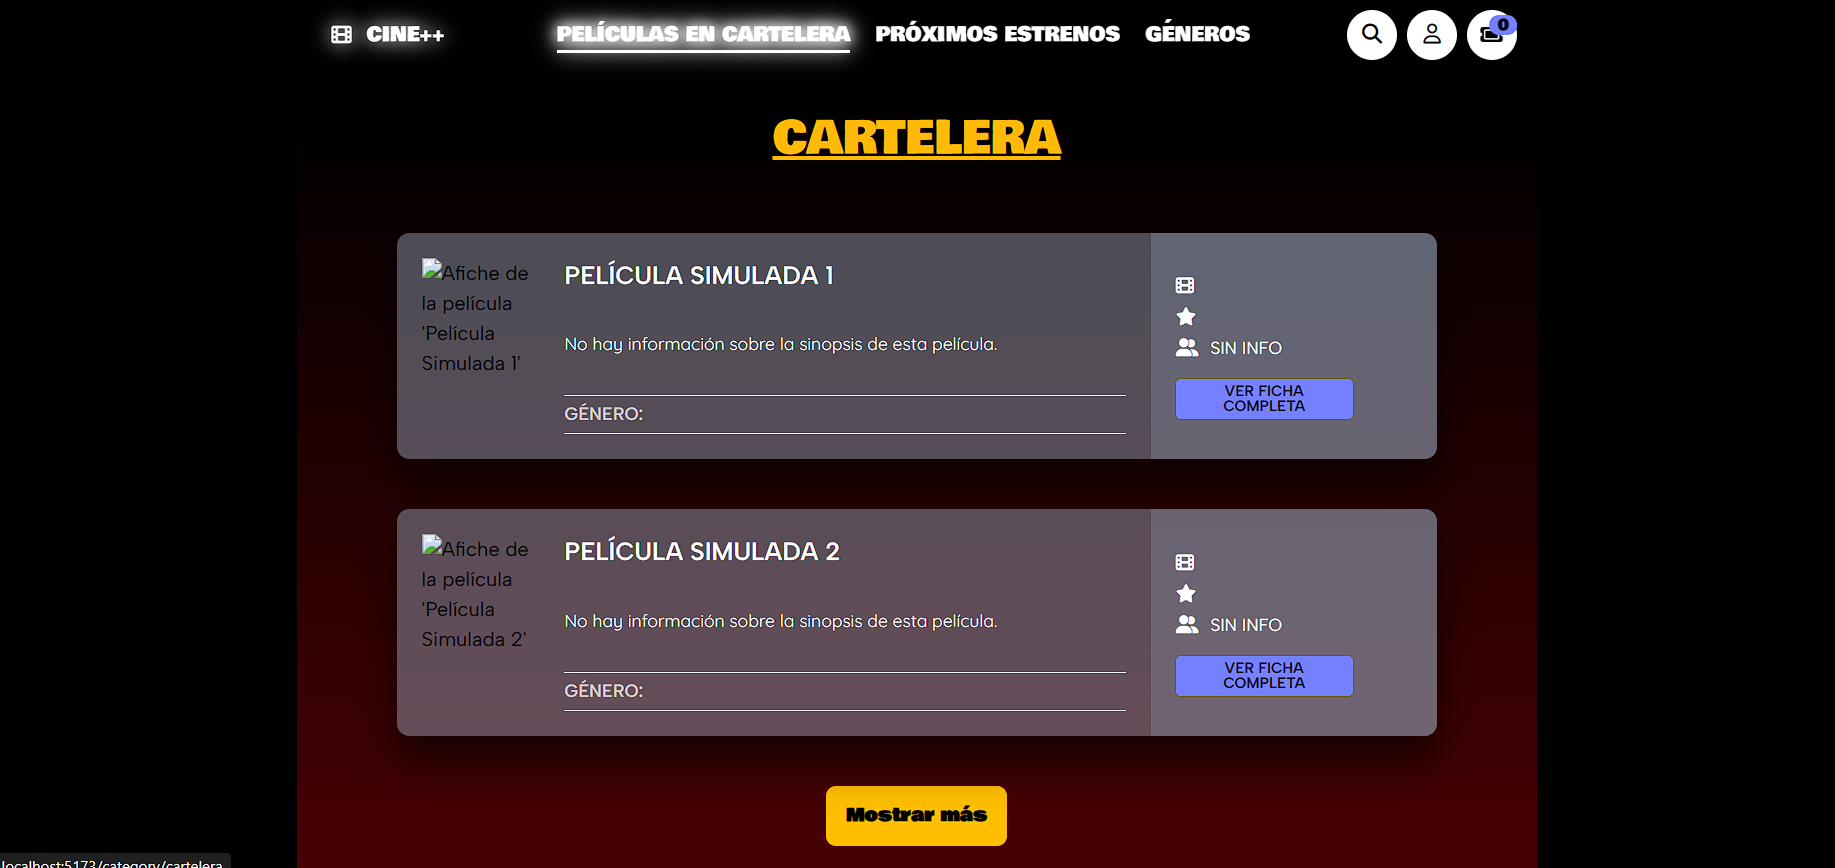 CINE++
PELÍCULAS EN CARTELERA
PRÓXIMOS ESTRENOS
GÉNEROS
0
CARTELERA
Afiche de
la película
'Película
Simulada 1'
PELÍCULA SIMULADA 1
No hay información sobre la sinopsis de esta película.
GÉNERO:
SIN INFO
VER FICHA
COMPLETA
Afiche de
la película
'Película
Simulada 2'
PELÍCULA SIMULADA 2
No hay información sobre la sinopsis de esta película.
GÉNERO:
SIN INFO
VER FICHA
COMPLETA
Mostrar más
localhost:5173/category/cartelera